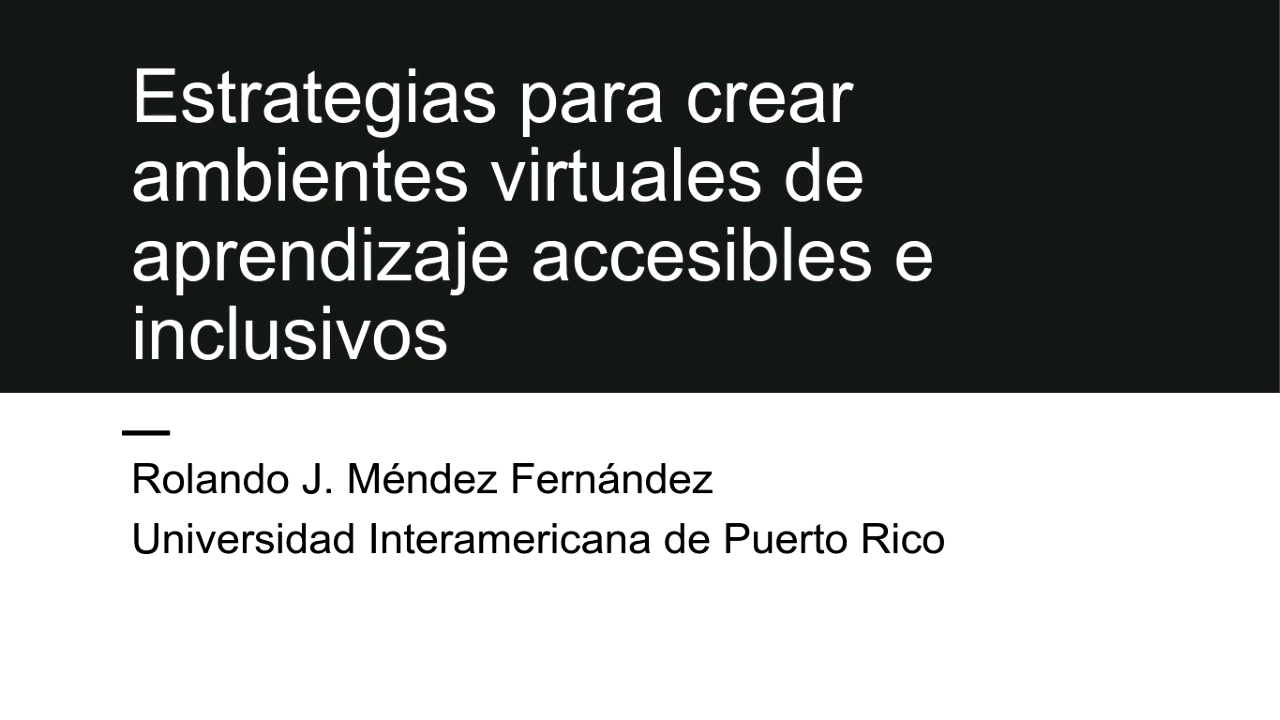 Estrategias para crear
ambientes virtuales de
aprendizaje accesibles e
inclusivos
Rolando J. Méndez Fernández
Universidad Interamericana de Puerto Rico